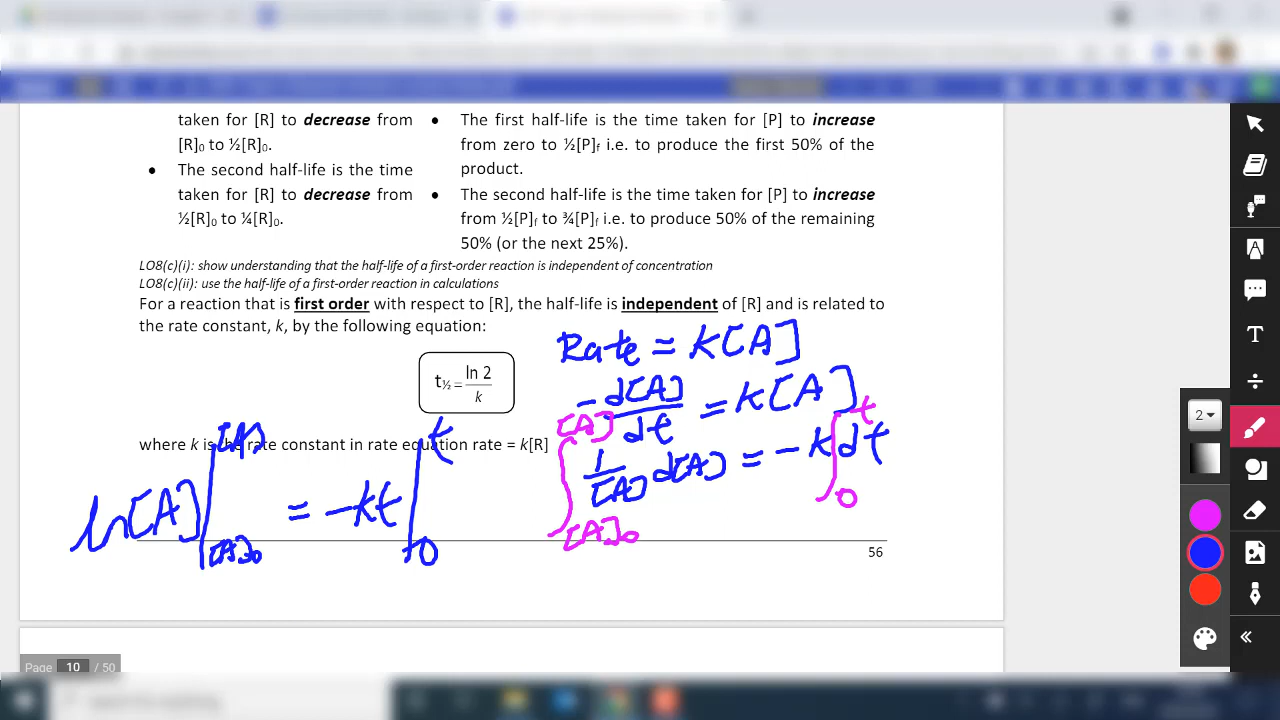 taken for [R] to decrease from
[R]₀ to ½[R]₀.
• The second half-life is the time
taken for [R] to decrease from
½[R]₀ to ¼[R]₀.
• The first half-life is the time taken for [P] to increase
from zero to ½[P]f i.e. to produce the first 50% of the
product.
• The second half-life is the time taken for [P] to increase
from ½[P]f to ¾[P]f i.e. to produce 50% of the remaining
50% (or the next 25%).
LO8(c)(i): show understanding that the half-life of a first-order reaction is independent of concentration
LO8(c)(ii): use the half-life of a first-order reaction in calculations
For a reaction that is first order with respect to [R], the half-life is independent of [R] and is related to
the rate constant, k, by the following equation:
t½ = ln 2 / k
where k is the rate constant in rate equation rate = k[R]
Rate = k[A]
-d[A]/dt = k[A]
∫[A]₀^[A] 1/[A] d[A] = -k ∫0^t dt
ln[A] |[A]₀^[A] = -kt |0^t
56
Page 10 / 50
2
T